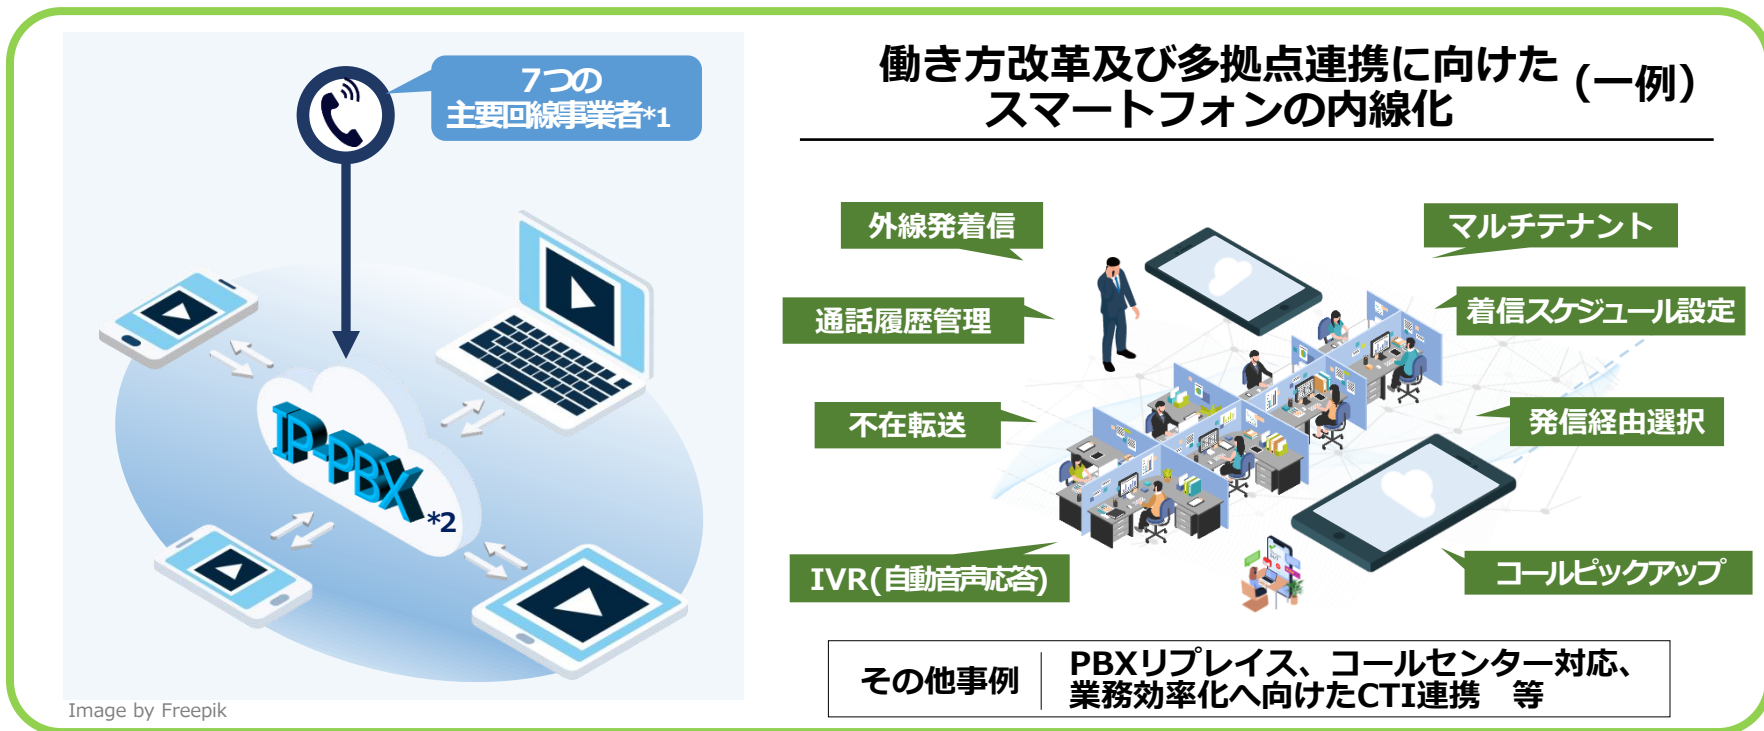 7つの
主要回線事業者*1
IP-PBX
*2
Image by Freepik
働き方改革及び多拠点連携に向けた
スマートフォンの内線化
(一例)
外線発着信
マルチテナント
通話履歴管理
着信スケジュール設定
不在転送
発信経由選択
IVR(自動音声応答)
コールピックアップ
その他事例
PBXリプレイス、コールセンター対応、
業務効率化へ向けたCTI連携　等